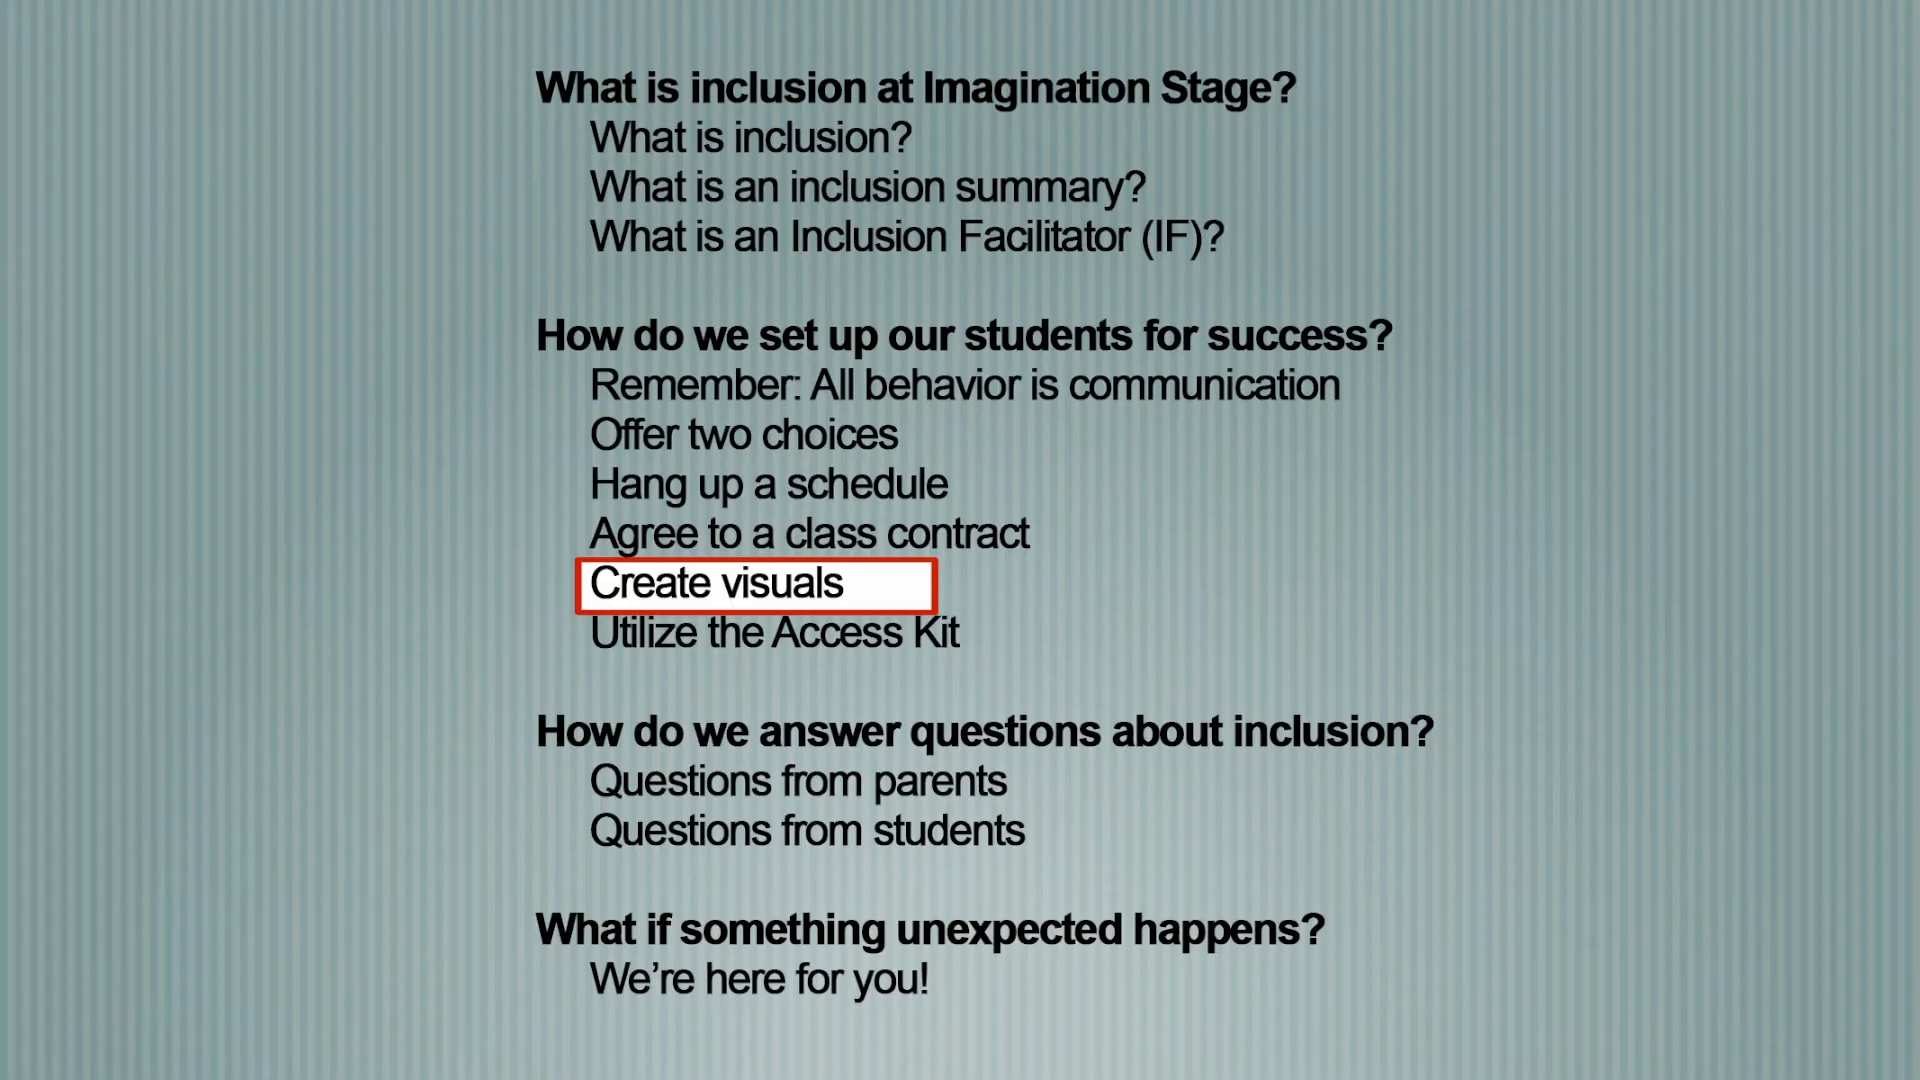 What is inclusion at Imagination Stage?
What is inclusion?
What is an inclusion summary?
What is an Inclusion Facilitator (IF)?
How do we set up our students for success?
Remember: All behavior is communication
Offer two choices
Hang up a schedule
Agree to a class contract
Create visuals
Utilize the Access Kit
How do we answer questions about inclusion?
Questions from parents
Questions from students
What if something unexpected happens?
We’re here for you!